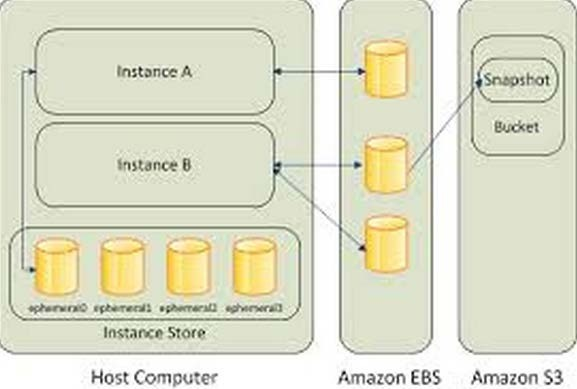 Instance A
Instance B
ephemeral0 ephemeral1 ephemeral2 ephemeral3
Instance Store
Host Computer
Amazon EBS
Snapshot
Bucket
Amazon S3